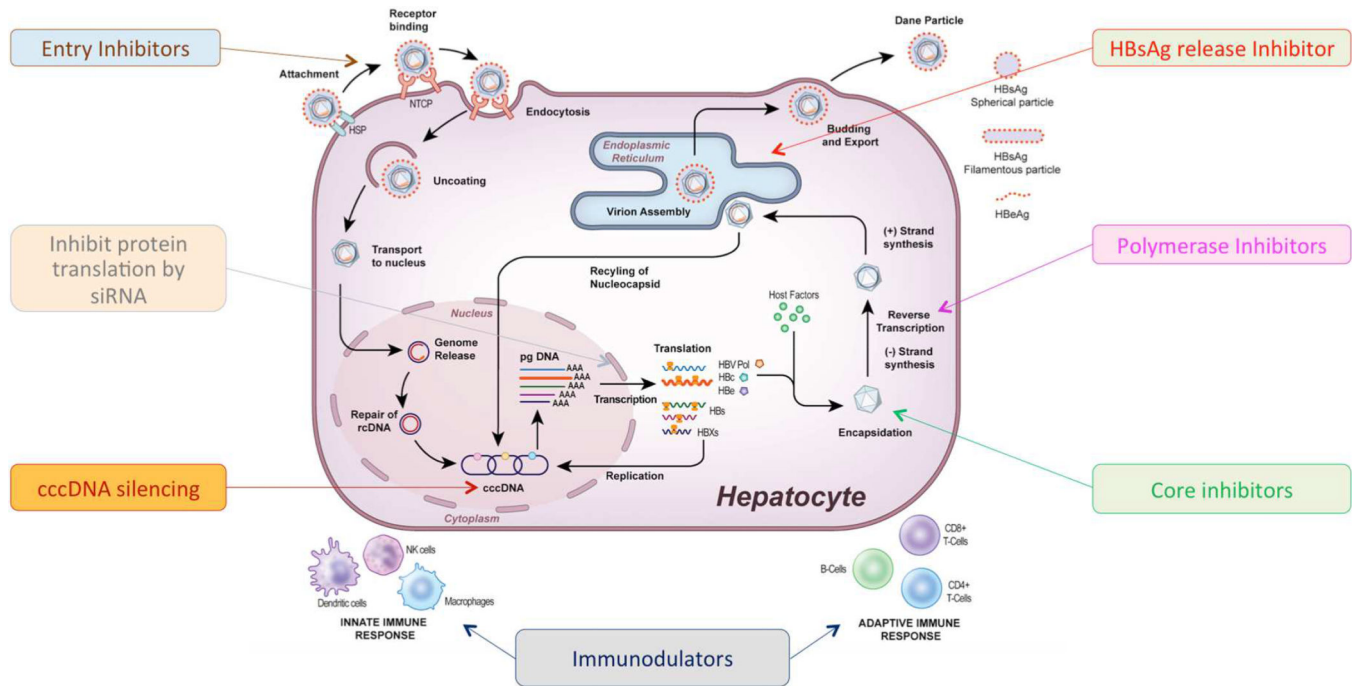 Entry Inhibitors
Receptor
binding
Attachment
NTCP
HSP
Endocytosis
Dane Particle
HBsAg release Inhibitor
HBsAg
Spherical particle
HBsAg
Filamentous particle
HBeAg
Budding
and Export
Endoplasmic
Reticulum
Virion Assembly
Uncoating
Inhibit protein
translation by
siRNA
Transport
to nucleus
Recyling of
Nucleocapsid
(+) Strand
synthesis
Polymerase Inhibitors
Host Factors
Reverse
Transcription
(-) Strand
synthesis
Nucleus
Genome
Release
pg DNA
AAA
AAA
AAA
AAA
AAA
Transcription
Translation
HBV Pol
HBc
HBe
HBs
HBXs
Encapsidation
Repair of
rcDNA
cccDNA
Replication
cccDNA silencing
Core inhibitors
Hepatocyte
Cytoplasm
NK cells
Dendritic cells
Macrophages
INNATE IMMUNE
RESPONSE
CD8+
T-Cells
B-Cells
CD4+
T-Cells
ADAPTIVE IMMUNE
RESPONSE
Immunodulators